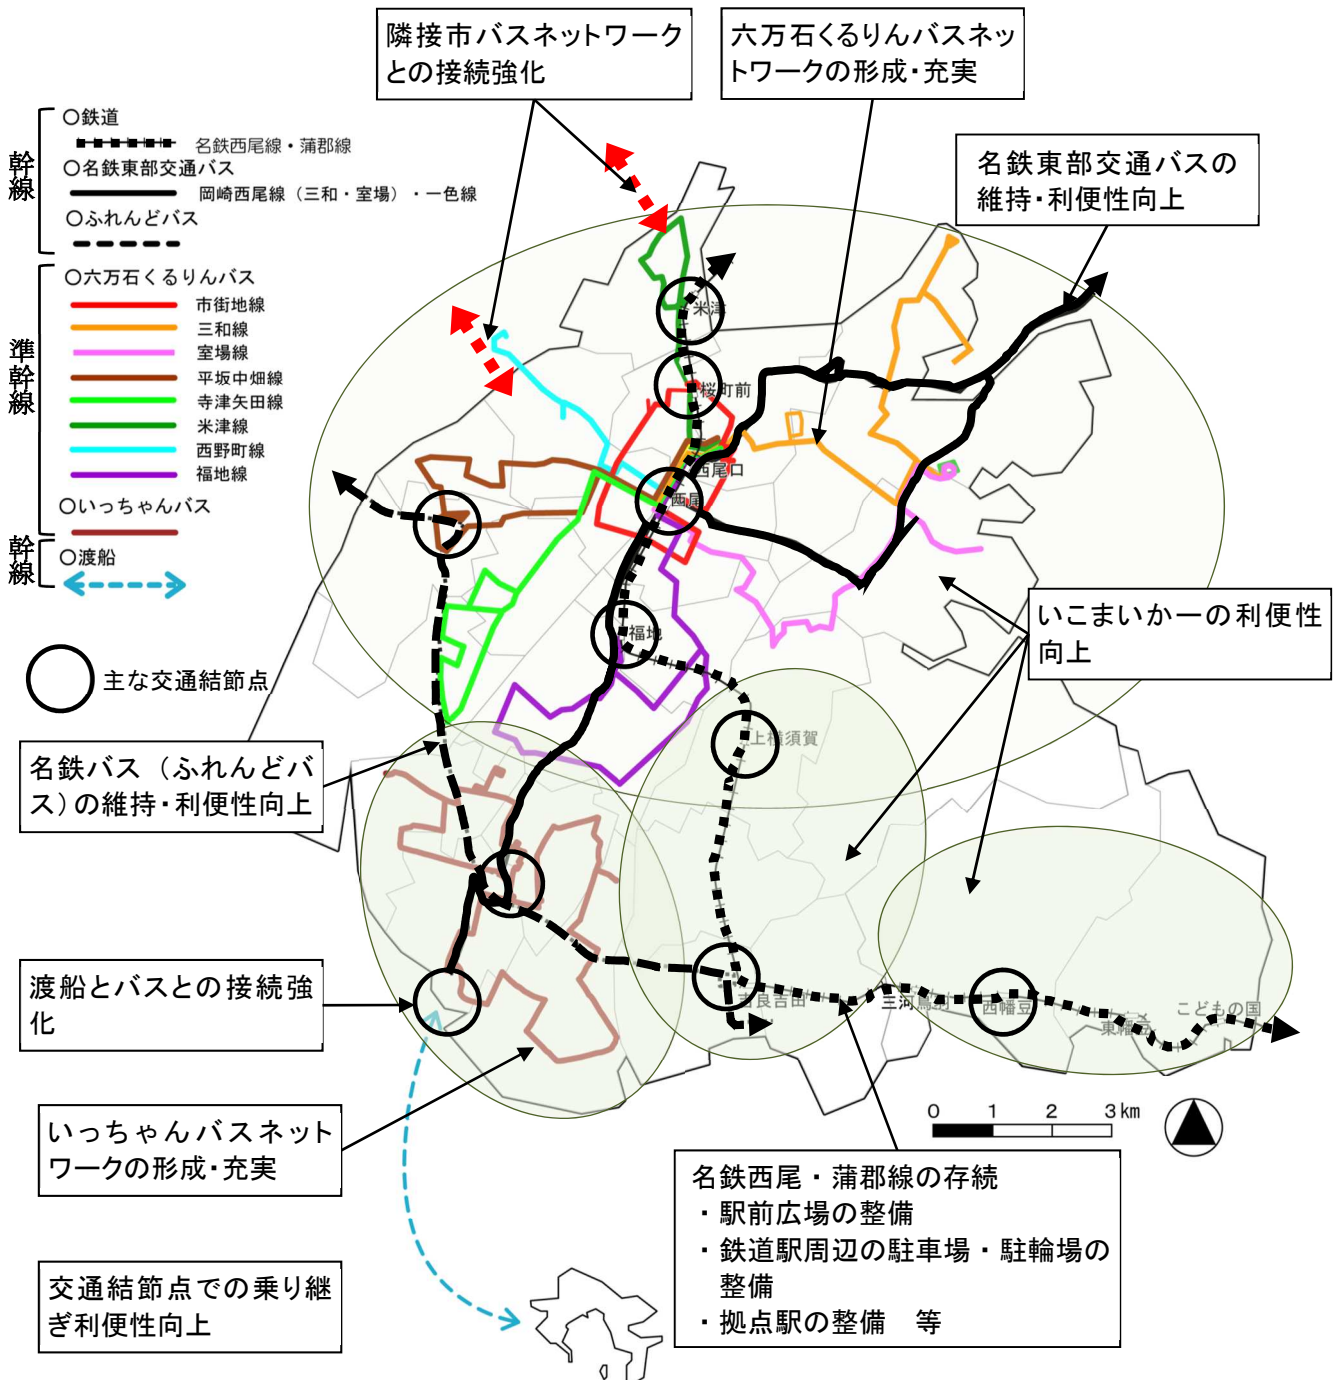 隣接市バスネットワーク
との接続強化
六万石くるりんバスネッ
トワークの形成・充実
名鉄東部交通バスの
維持・利便性向上
幹線
○鉄道
名鉄西尾線・蒲郡線
○名鉄東部交通バス
岡崎西尾線（三和・室場）・一色線
○ふれんどバス
準幹線
○六万石くるりんバス
市街地線
三和線
室場線
平坂中畑線
寺津矢田線
米津線
西野町線
福地線
○いっちゃんバス
幹線
○渡船
主な交通結節点
米津
桜町前
西尾口
西尾
福地
上横須賀
吉良吉田
三河鳥羽
西幡豆
東幡豆
こどもの国
いこまいかーの利便性
向上
名鉄バス（ふれんどバ
ス）の維持・利便性向上
渡船とバスとの接続強
化
いっちゃんバスネット
ワークの形成・充実
交通結節点での乗り継
ぎ利便性向上
0 1 2 3km
名鉄西尾・蒲郡線の存続
・駅前広場の整備
・鉄道駅周辺の駐車場・駐輪場の
整備
・拠点駅の整備　等